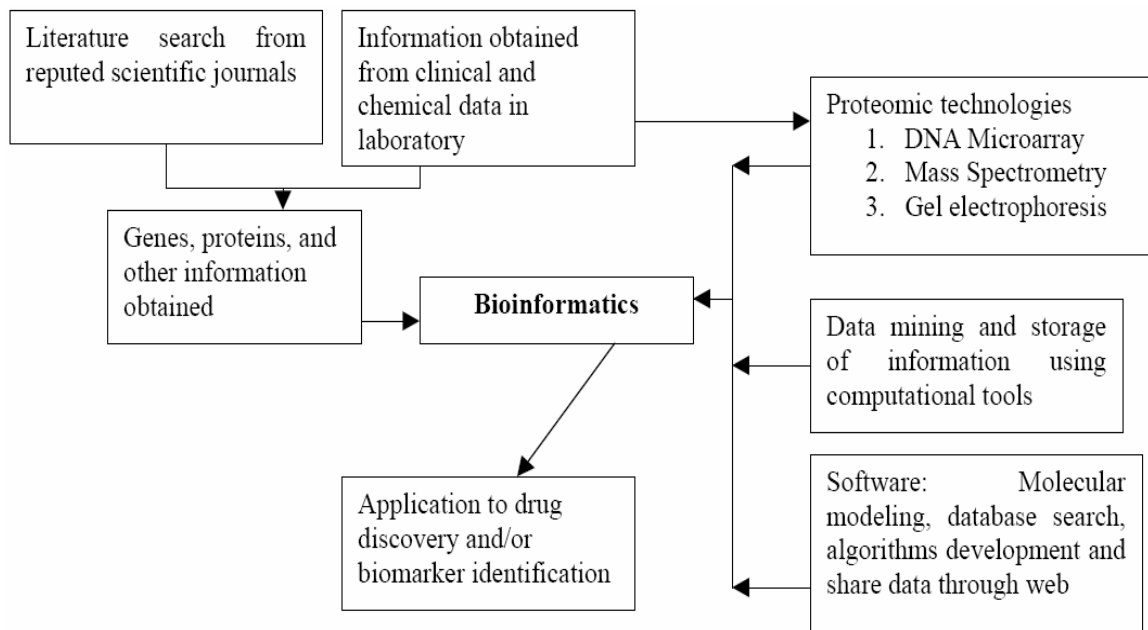 Literature search from
reputed scientific journals
Information obtained
from clinical and
chemical data in
laboratory
Proteomic technologies
1. DNA Microarray
2. Mass Spectrometry
3. Gel electrophoresis
Genes, proteins, and
other information
obtained
Bioinformatics
Data mining and storage
of information using
computational tools
Application to drug
discovery and/or
biomarker identification
Software: Molecular
modeling, database search,
algorithms development and
share data through web